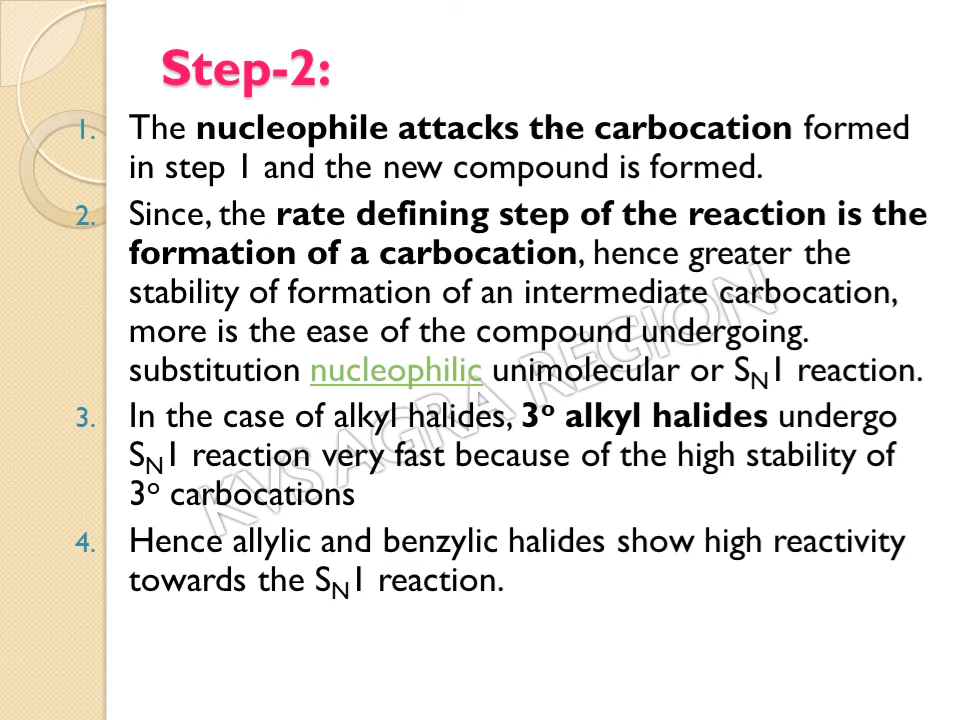 Step-2:
1. The nucleophile attacks the carbocation formed
in step 1 and the new compound is formed.
2. Since, the rate defining step of the reaction is the
formation of a carbocation, hence greater the
stability of formation of an intermediate carbocation,
more is the ease of the compound undergoing.
substitution nucleophilic unimolecular or SN1 reaction.
3. In the case of alkyl halides, 3º alkyl halides undergo
SN1 reaction very fast because of the high stability of
3º carbocations
4. Hence allylic and benzylic halides show high reactivity
towards the SN1 reaction.
KVS AGRA REGION